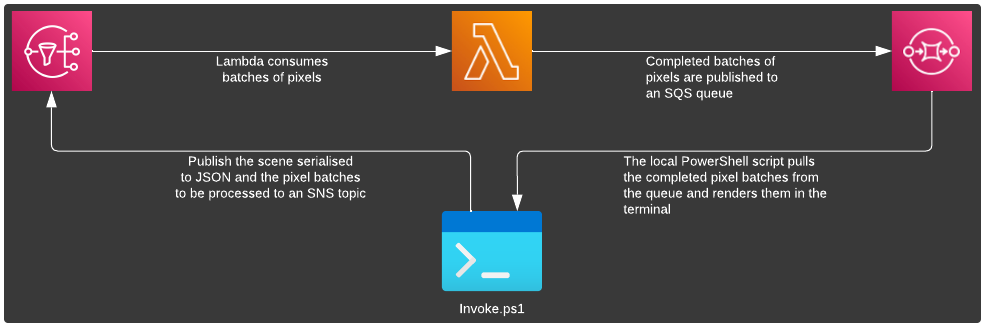 Lambda consumes
batches of pixels
Completed batches of
pixels are published to
an SQS queue
Publish the scene serialised
to JSON and the pixel batches
to be processed to an SNS topic
The local PowerShell script pulls
the completed pixel batches from
the queue and renders them in the
terminal
Invoke.ps1